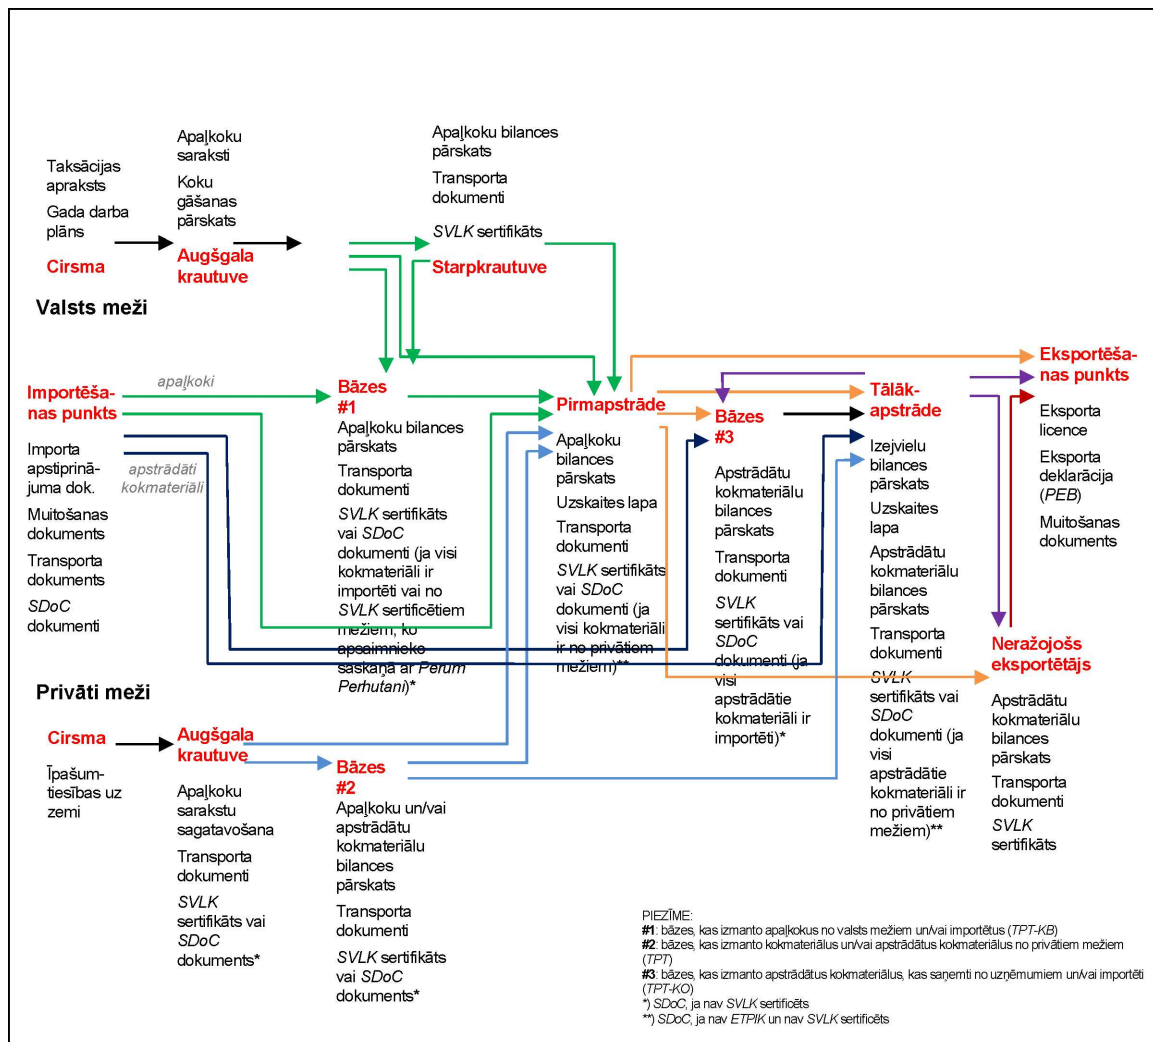 Taksācijas
apraksts
Gada darba
plāns
Cirsma
Apaļkoku
saraksti
Koku
gāšanas
pārskats
Augšgala
krautuve
Apaļkoku bilances
pārskats
Transporta
dokumenti
SVLK sertifikāts
Starpkrautuve
Valsts meži
Importēša-
nas punkts
apaļkoki
Importa
apstiprinā-
juma dok.
Muitošanas
dokuments
Transporta
dokuments
SDoC
dokumenti
apstrādāti
kokmateriāli
Bāzes
#1
Apaļkoku bilances
pārskats
Transporta
dokumenti
SVLK sertifikāts
vai SDoC
dokumenti (ja visi
kokmateriāli ir
importēti vai no
SVLK sertificētiem
mežiem, ko
apsaimnieko
saskaņā ar Perum
Perhutani)*
Pirmapstrāde
Apaļkoku
bilances
pārskats
Uzskaites lapa
Transporta
dokumenti
SVLK sertifikāts
vai SDoC
dokumenti (ja
visi kokmateriāli
ir no privātiem
mežiem)**
Bāzes
#3
Apstrādātu
kokmateriālu
bilances
pārskats
Transporta
dokumenti
SVLK
sertifikāts vai
SDoC
dokumenti (ja
visi
apstrādātie
kokmateriāli ir
importēti)*
Tālāk-
apstrāde
Izejvielu
bilances
pārskats
Uzskaites
lapa
Apstrādātu
kokmateriālu
bilances
pārskats
Transporta
dokumenti
SVLK
sertifikāts vai
SDoC
dokumenti (ja
visi
apstrādātie
kokmateriāli ir
no privātiem
mežiem)**
Eksportēša-
nas punkts
Eksporta
licence
Eksporta
deklarācija
(PEB)
Muitošanas
dokuments
Neražojošs
eksportētājs
Apstrādātu
kokmateriālu
bilances
pārskats
Transporta
dokumenti
SVLK
sertifikāts
Privāti meži
Cirsma
Īpašum-
tiesības uz
zemi
Augšgala
krautuve
Apaļkoku
sarakstu
sagatavošana
Transporta
dokumenti
SVLK
sertifikāts vai
SDoC
dokuments*
Bāzes
#2
Apaļkoku un/vai
apstrādātu
kokmateriālu
bilances
pārskats
Transporta
dokumenti
SVLK sertifikāts
vai SDoC
dokuments*
PIEZĪME:
#1: bāzes, kas izmanto apaļkokus no valsts mežiem un/vai importētus (TPT-KB)
#2: bāzes, kas izmanto kokmateriālus un/vai apstrādātus kokmateriālus no privātiem mežiem
(TPT)
#3: bāzes, kas izmanto apstrādātus kokmateriālus, kas saņemti no uzņēmumiem un/vai importēti
(TPT-KO)
*) SDoC, ja nav SVLK sertificēts
**) SDoC, ja nav ETPIK un nav SVLK sertificēts